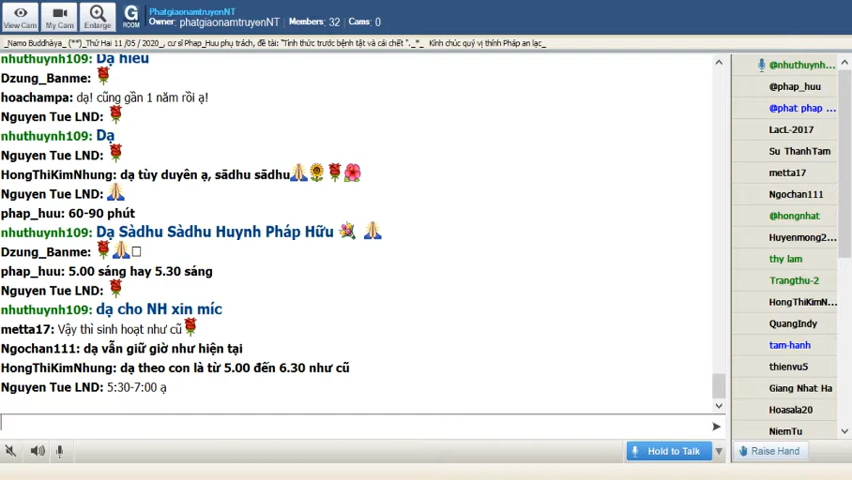 View Cam
My Cam
Enlarge
G
ROOM
PhatgiaonamtruyenNT
Owner: phatgiaonamtruyenNT Members: 32 Cams: 0
_Namo Buddhàya_ (**)_Thứ Hai 11 /05 / 2020_, cư sĩ Phap_Huu phụ trách, đề tài: "Tỉnh thức trước bệnh tật và cái chết "._*_ Kính chúc quý vị thính Pháp an lạc_
nhuthuynh109: Dạ hiểu
Dzung_Banme:
hoachampa: dạ! cũng gần 1 năm rồi ạ!
Nguyen Tue LND:
nhuthuynh109: Dạ
Nguyen Tue LND:
HongThiKimNhung: dạ tùy duyên ạ, sādhu sādhu
Nguyen Tue LND:
phap_huu: 60-90 phút
nhuthuynh109: Dạ Sàdhu Sàdhu Huynh Pháp Hữu
Dzung_Banme:
phap_huu: 5.00 sáng hay 5.30 sáng
Nguyen Tue LND:
nhuthuynh109: dạ cho NH xin míc
metta17: Vậy thì sinh hoạt như cũ
Ngochan111: dạ vẫn giữ giờ như hiện tại
HongThiKimNhung: dạ theo con là từ 5.00 đến 6.30 như cũ
Nguyen Tue LND: 5:30-7:00 ạ
Hold to Talk
@nhuthuynh...
@phap_huu
@phat phap ...
LacL-2017
Su ThanhTam
metta17
Ngochan111
@hongnhat
Huyenmong2...
thy lam
Trangthu-2
HongThiKimN...
QuangIndy
tam-hanh
thienvu5
Giang Nhat Ha
Hoasala20
NiemTu
Raise Hand